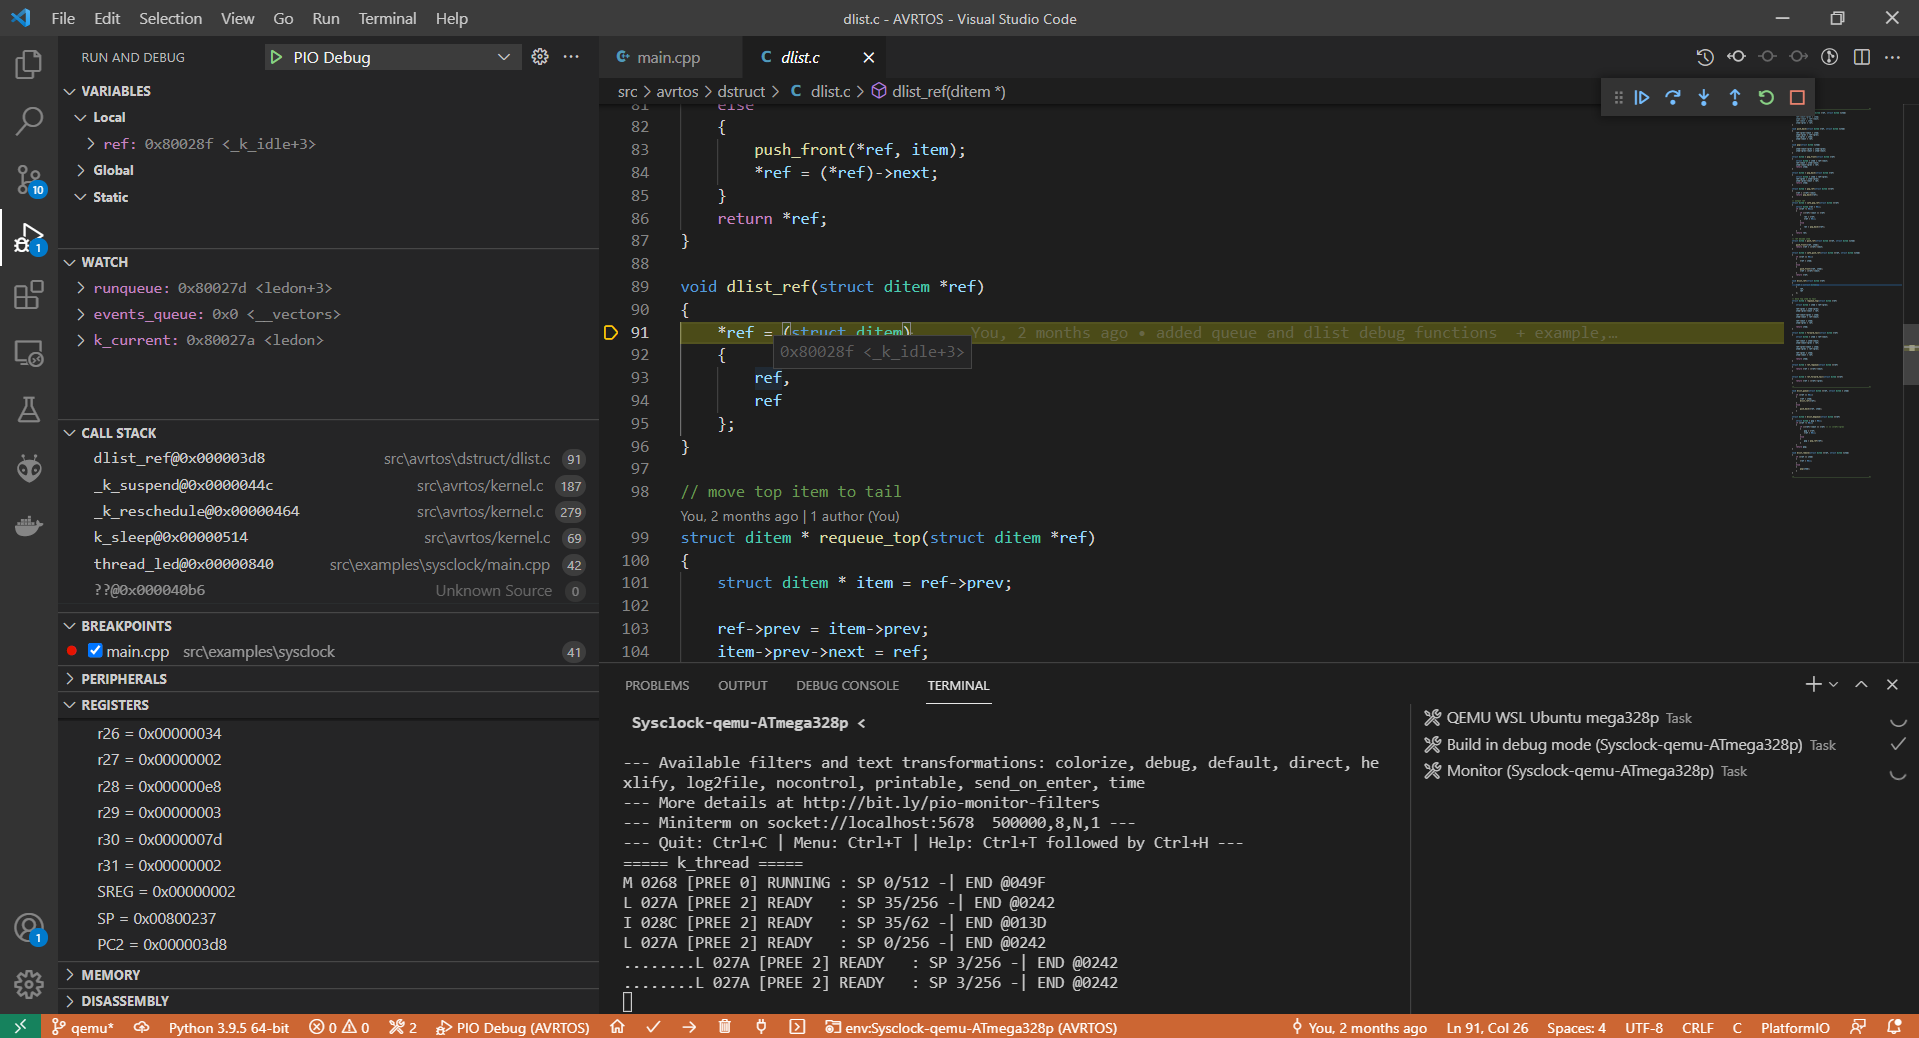 File Edit Selection View Go Run Terminal Help
dlist.c - AVRTOS - Visual Studio Code
RUN AND DEBUG
PIO Debug
VARIABLES
Local
ref: 0x80028f <_k_idle+3>
Global
Static
WATCH
runqueue: 0x80027d <ledon+3>
events_queue: 0x0 <__vectors>
k_current: 0x80027a <ledon>
CALL STACK
dlist_ref@0x000003d8 src\avrtos\dstruct/dlist.c 91
_k_suspend@0x0000044c src\avrtos/kernel.c 187
_k_reschedule@0x00000464 src\avrtos/kernel.c 279
k_sleep@0x00000514 src\avrtos/kernel.c 69
thread_led@0x00000840 src\examples\sysclock/main.cpp 42
??@0x000040b6 Unknown Source 0
BREAKPOINTS
main.cpp src\examples\sysclock 41
PERIPHERALS
REGISTERS
r26 = 0x00000034
r27 = 0x00000002
r28 = 0x000000e8
r29 = 0x00000003
r30 = 0x0000007d
r31 = 0x00000002
SREG = 0x00000002
SP = 0x00800237
PC2 = 0x000003d8
MEMORY
DISASSEMBLY
10
1
1
main.cpp
dlist.c
src > avrtos > dstruct > C dlist.c > dlist_ref(ditem *)
81 else
82 {
83 push_front(*ref, item);
84 *ref = (*ref)->next;
85 }
86 return *ref;
87 }
88
89 void dlist_ref(struct ditem *ref)
90 {
91 *ref = (struct ditem) You, 2 months ago • added queue and dlist debug functions + example,…
0x80028f <_k_idle+3>
92 {
93 ref,
94 ref
95 };
96 }
97
98 // move top item to tail
You, 2 months ago | 1 author (You)
99 struct ditem * requeue_top(struct ditem *ref)
100 {
101 struct ditem * item = ref->prev;
102
103 ref->prev = item->prev;
104 item->prev->next = ref;
PROBLEMS OUTPUT DEBUG CONSOLE TERMINAL
Sysclock-qemu-ATmega328p <
--- Available filters and text transformations: colorize, debug, default, direct, he
xlify, log2file, nocontrol, printable, send_on_enter, time
--- More details at http://bit.ly/pio-monitor-filters
--- Miniterm on socket://localhost:5678  500000,8,N,1 ---
--- Quit: Ctrl+C | Menu: Ctrl+T | Help: Ctrl+T followed by Ctrl+H ---
===== k_thread =====
M 0268 [PREE 0] RUNNING : SP 0/512 -| END @049F
L 027A [PREE 2] READY   : SP 35/256 -| END @0242
I 028C [PREE 2] READY   : SP 35/62 -| END @013D
L 027A [PREE 2] READY   : SP 0/256 -| END @0242
........L 027A [PREE 2] READY   : SP 3/256 -| END @0242
........L 027A [PREE 2] READY   : SP 3/256 -| END @0242
QEMU WSL Ubuntu mega328p Task
Build in debug mode (Sysclock-qemu-ATmega328p) Task
Monitor (Sysclock-qemu-ATmega328p) Task
qemu* Python 3.9.5 64-bit 0 0 2 PIO Debug (AVRTOS) env:Sysclock-qemu-ATmega328p (AVRTOS) You, 2 months ago Ln 91, Col 26 Spaces: 4 UTF-8 CRLF C PlatformIO